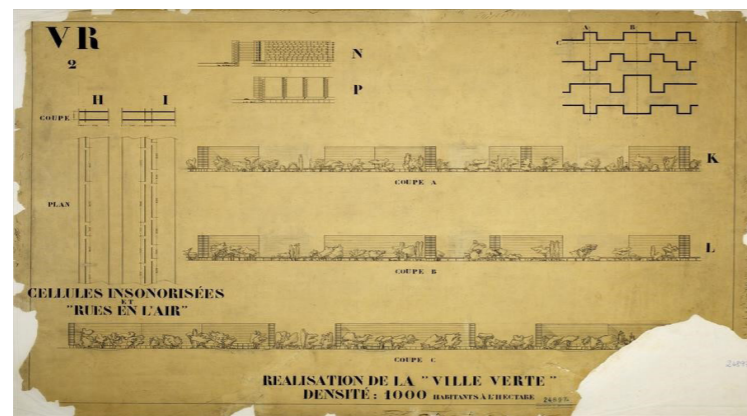 VR
2
N
P
A
B
C
H
I
COUPE
K
COUPE A
PLAN
L
COUPE B
CELLULES INSONORISÉES
ET
"RUES EN L'AIR"
COUPE C
REALISATION DE LA "VILLE VERTE"
DENSITÉ : 1000 HABITANTS À L'HECTARE